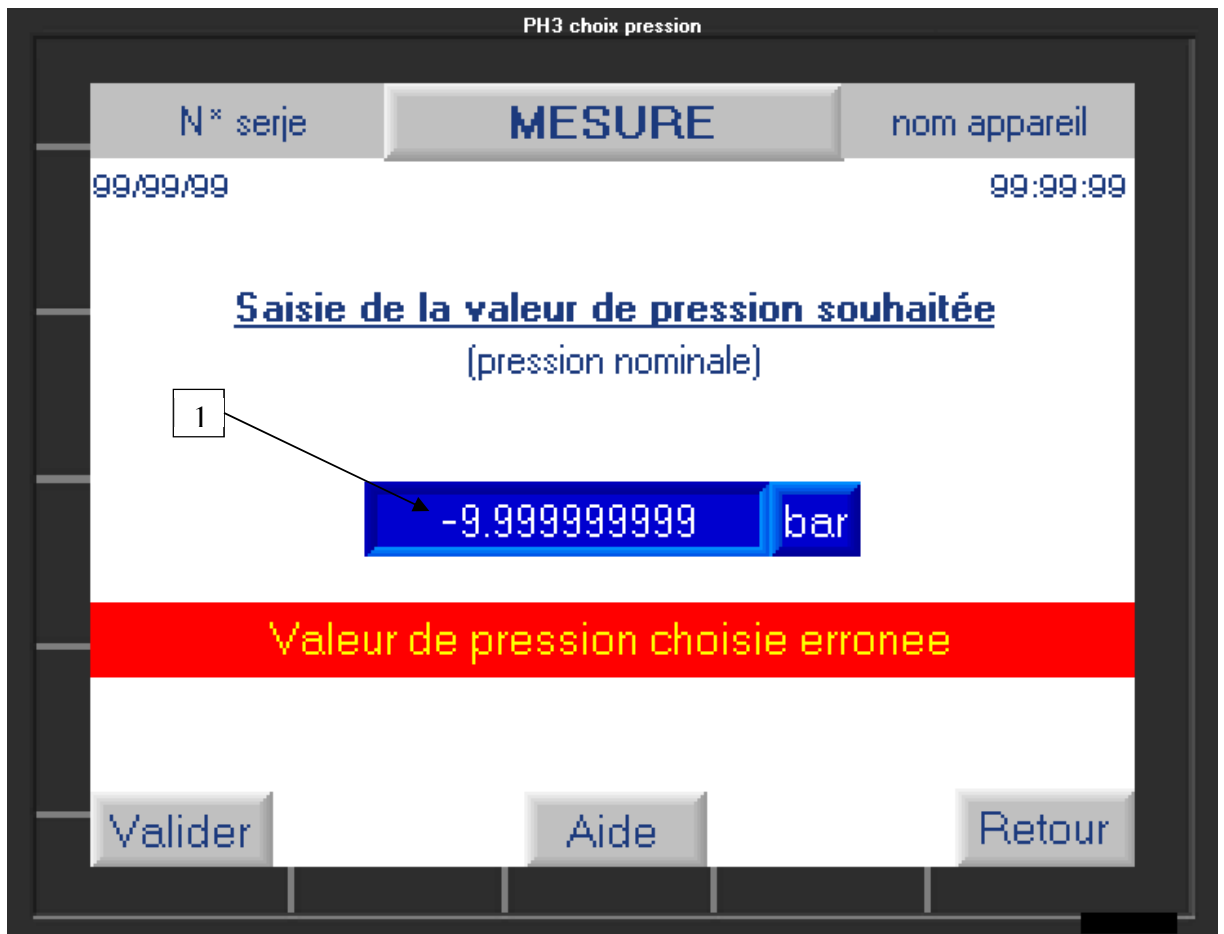 PH3 choix pression
N* serje MESURE nom appareil
99/99/99 99:99:99
Saisie de la valeur de pression souhaitée
(pression nominale)
1
-9.999999999 bar
Valeur de pression choisie erronee
Valider Aide Retour